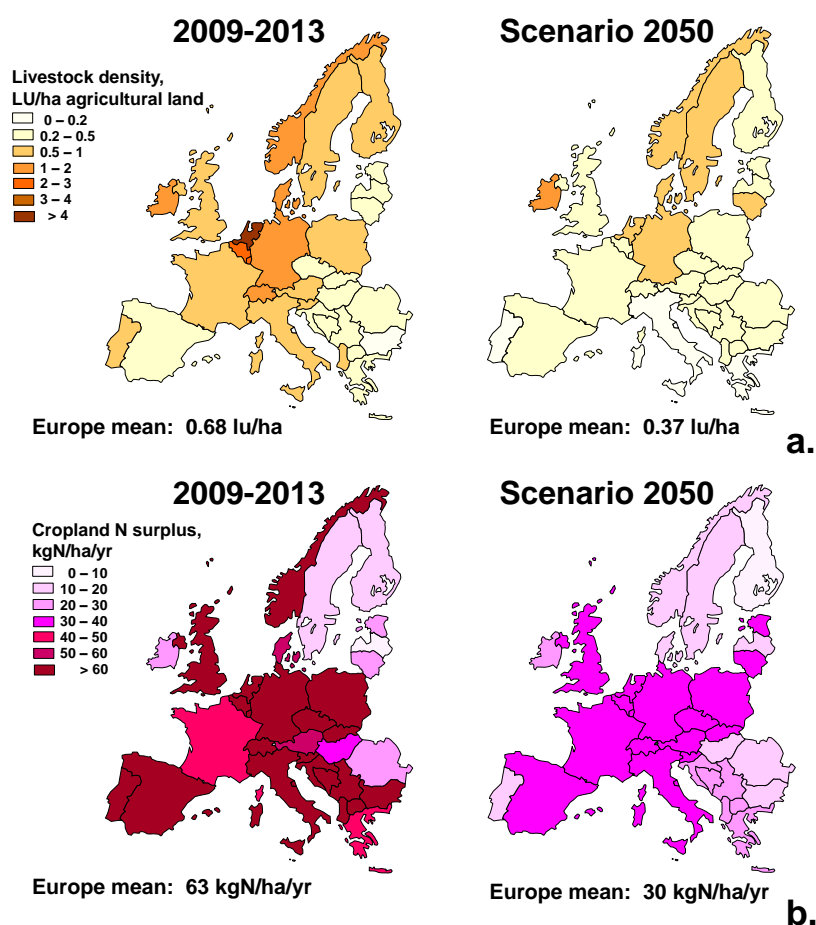 2009-2013
Scenario 2050
Livestock density,
LU/ha agricultural land
0 – 0.2
0.2 – 0.5
0.5 – 1
1 – 2
2 – 3
3 – 4
> 4
Europe mean: 0.68 lu/ha
Europe mean: 0.37 lu/ha
a.
2009-2013
Scenario 2050
Cropland N surplus,
kgN/ha/yr
0 – 10
10 – 20
20 – 30
30 – 40
40 – 50
50 – 60
> 60
Europe mean: 63 kgN/ha/yr
Europe mean: 30 kgN/ha/yr
b.